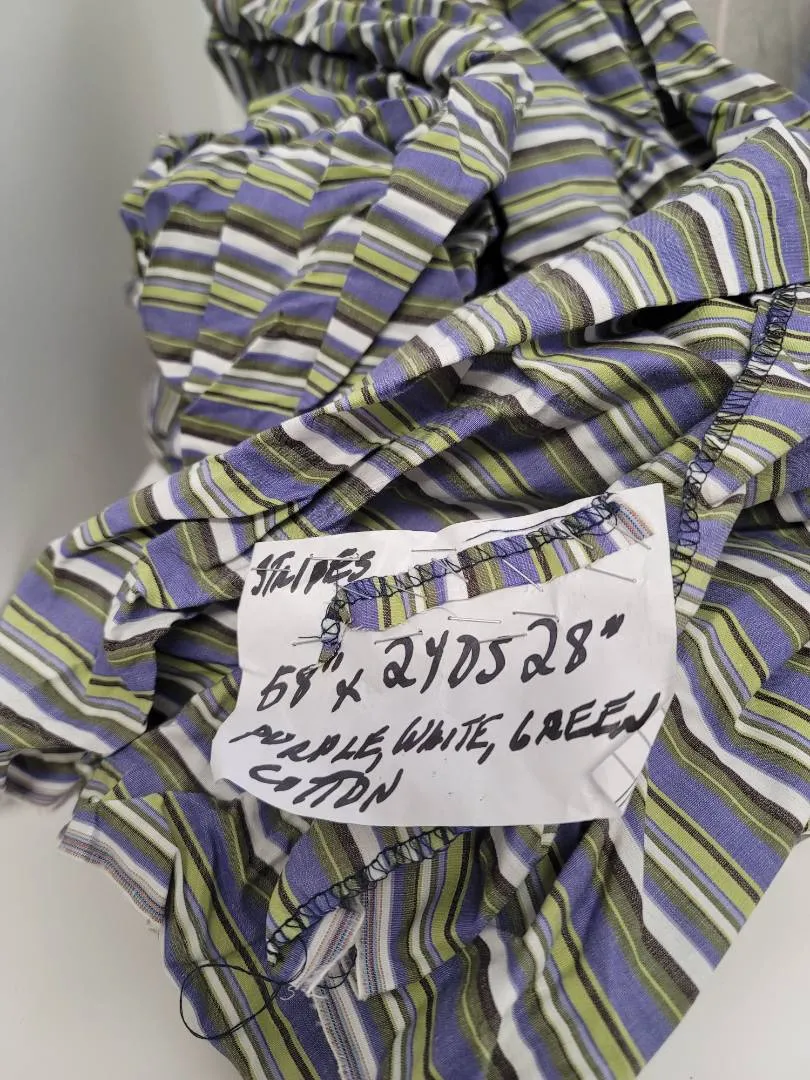 STRIPES
58" x 2YDS 28"
PURPLE, WHITE, GREEN
COTTON